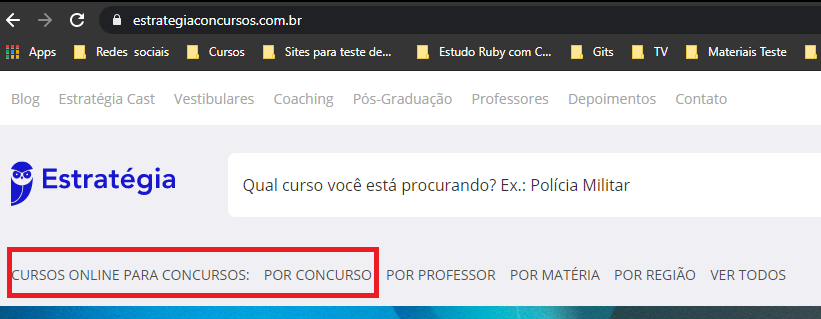 estrategiaconcursos.com.br
Apps Redes sociais Cursos Sites para teste de... Estudo Ruby com C... Gits TV Materiais Teste
Blog Estratégia Cast Vestibulares Coaching Pós-Graduação Professores Depoimentos Contato
Estratégia
Qual curso você está procurando? Ex.: Polícia Militar
CURSOS ONLINE PARA CONCURSOS: POR CONCURSO POR PROFESSOR POR MATÉRIA POR REGIÃO VER TODOS